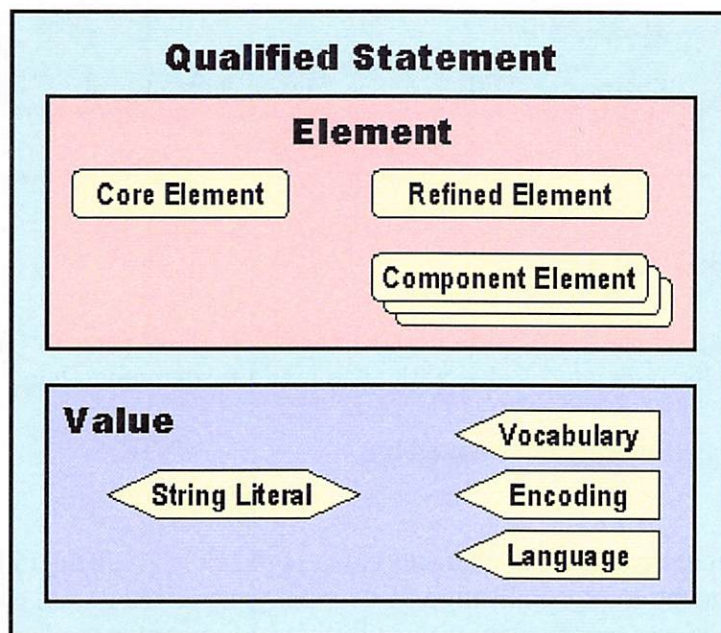 Qualified Statement
Element
Core Element
Refined Element
Component Element
Value
String Literal
Vocabulary
Encoding
Language